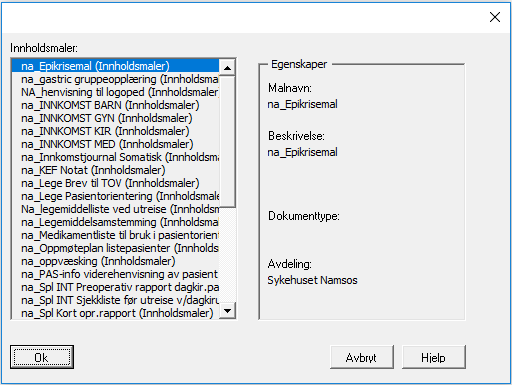 Innholdsmaler:
na_Epikrisemal (Innholdsmaler)
na_gastric gruppeopplæring (Innholdsma
NA_henvisning til logoped (Innholdsmaler)
na_INNKOMST BARN (Innholdsmaler)
na_INNKOMST GYN (Innholdsmaler)
na_INNKOMST KIR (Innholdsmaler)
na_INNKOMST MED (Innholdsmaler)
na_Innkomstjournal Somatisk (Innholdsm
na_KEF Notat (Innholdsmaler)
na_Lege Brev til TOV (Innholdsmaler)
na_Lege Pasientorientering (Innholdsmaler)
Na_legemiddelliste ved utreise (Innholdsm
na_Legemiddelsamstemming (Innholdsma
na_Medikamentliste til bruk i pasientorien
na_Oppmøteplan listepasienter (Innholdsm
na_oppvæsking (Innholdsmaler)
na_PAS-info viderehenvisning av pasient
na_Spl INT Preoperativ rapport dagkir.pa
na_Spl INT Sjekkliste før utreise v/dagkiru
na_Spl Kort opr.rapport (Innholdsmaler)
Egenskaper
Malnavn:
na_Epikrisemal
Beskrivelse:
na_Epikrisemal
Dokumenttype:
Avdeling:
Sykehuset Namsos
Ok
Avbryt
Hjelp